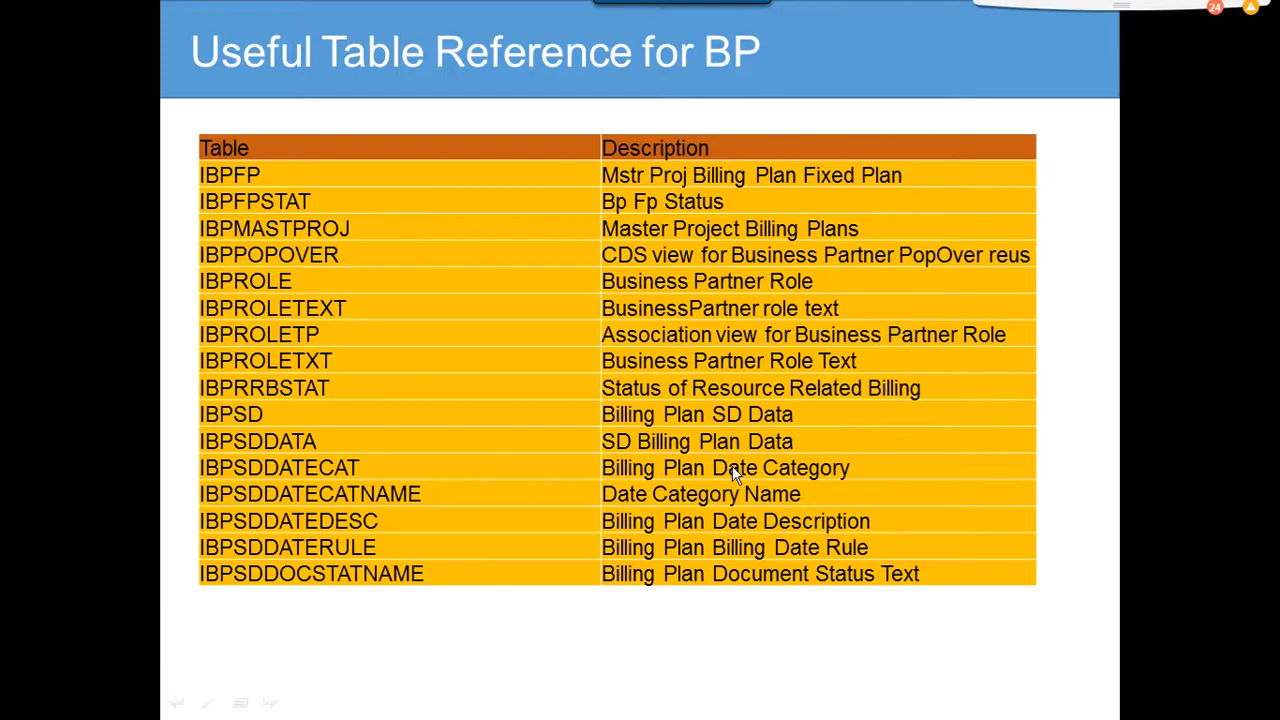 24
Useful Table Reference for BP
Table Description
IBPFP Mstr Proj Billing Plan Fixed Plan
IBPFPSTAT Bp Fp Status
IBPMASTPROJ Master Project Billing Plans
IBPPOPOVER CDS view for Business Partner PopOver reus
IBPROLE Business Partner Role
IBPROLETEXT BusinessPartner role text
IBPROLETP Association view for Business Partner Role
IBPROLETXT Business Partner Role Text
IBPRRBSTAT Status of Resource Related Billing
IBPSD Billing Plan SD Data
IBPSDDATA SD Billing Plan Data
IBPSDDATECAT Billing Plan Date Category
IBPSDDATECATNAME Date Category Name
IBPSDDATEDESC Billing Plan Date Description
IBPSDDATERULE Billing Plan Billing Date Rule
IBPSDDOCSTATNAME Billing Plan Document Status Text